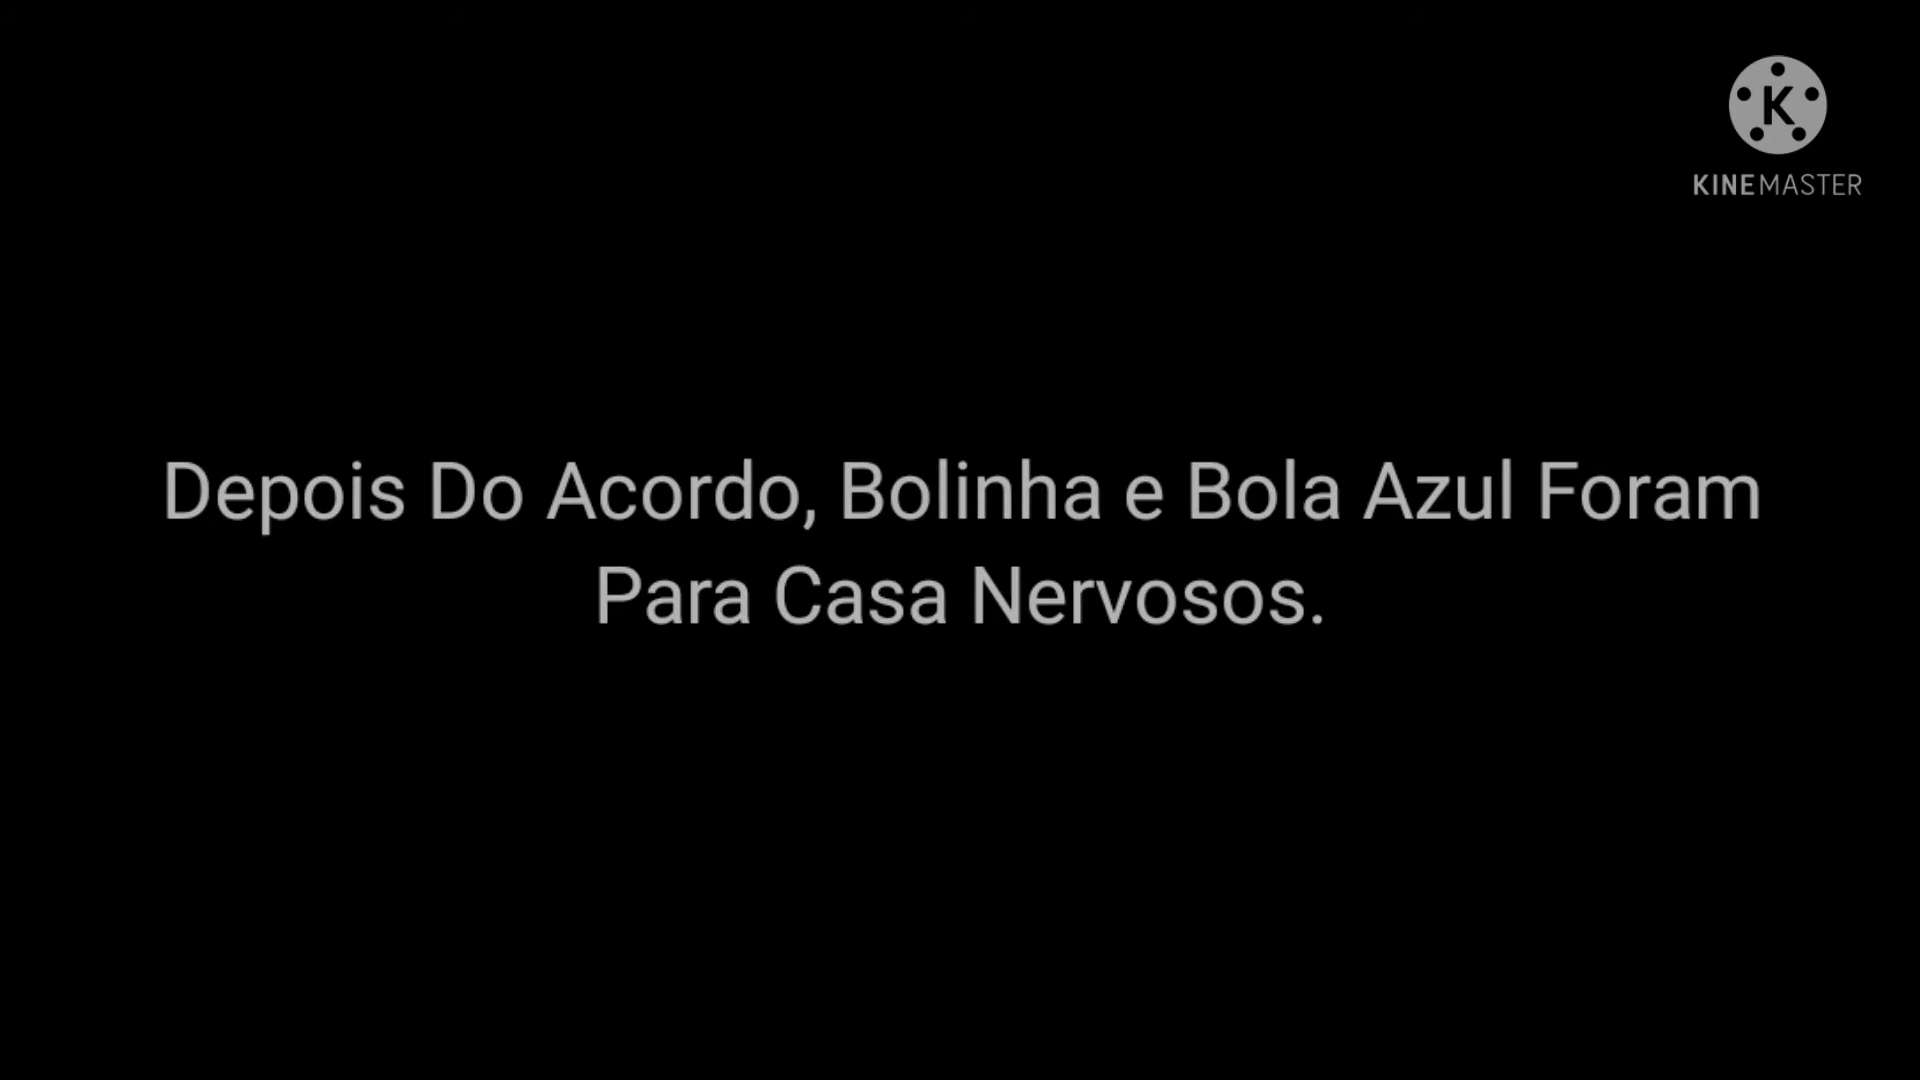 K
KINEMASTER
Depois Do Acordo, Bolinha e Bola Azul Foram
Para Casa Nervosos.